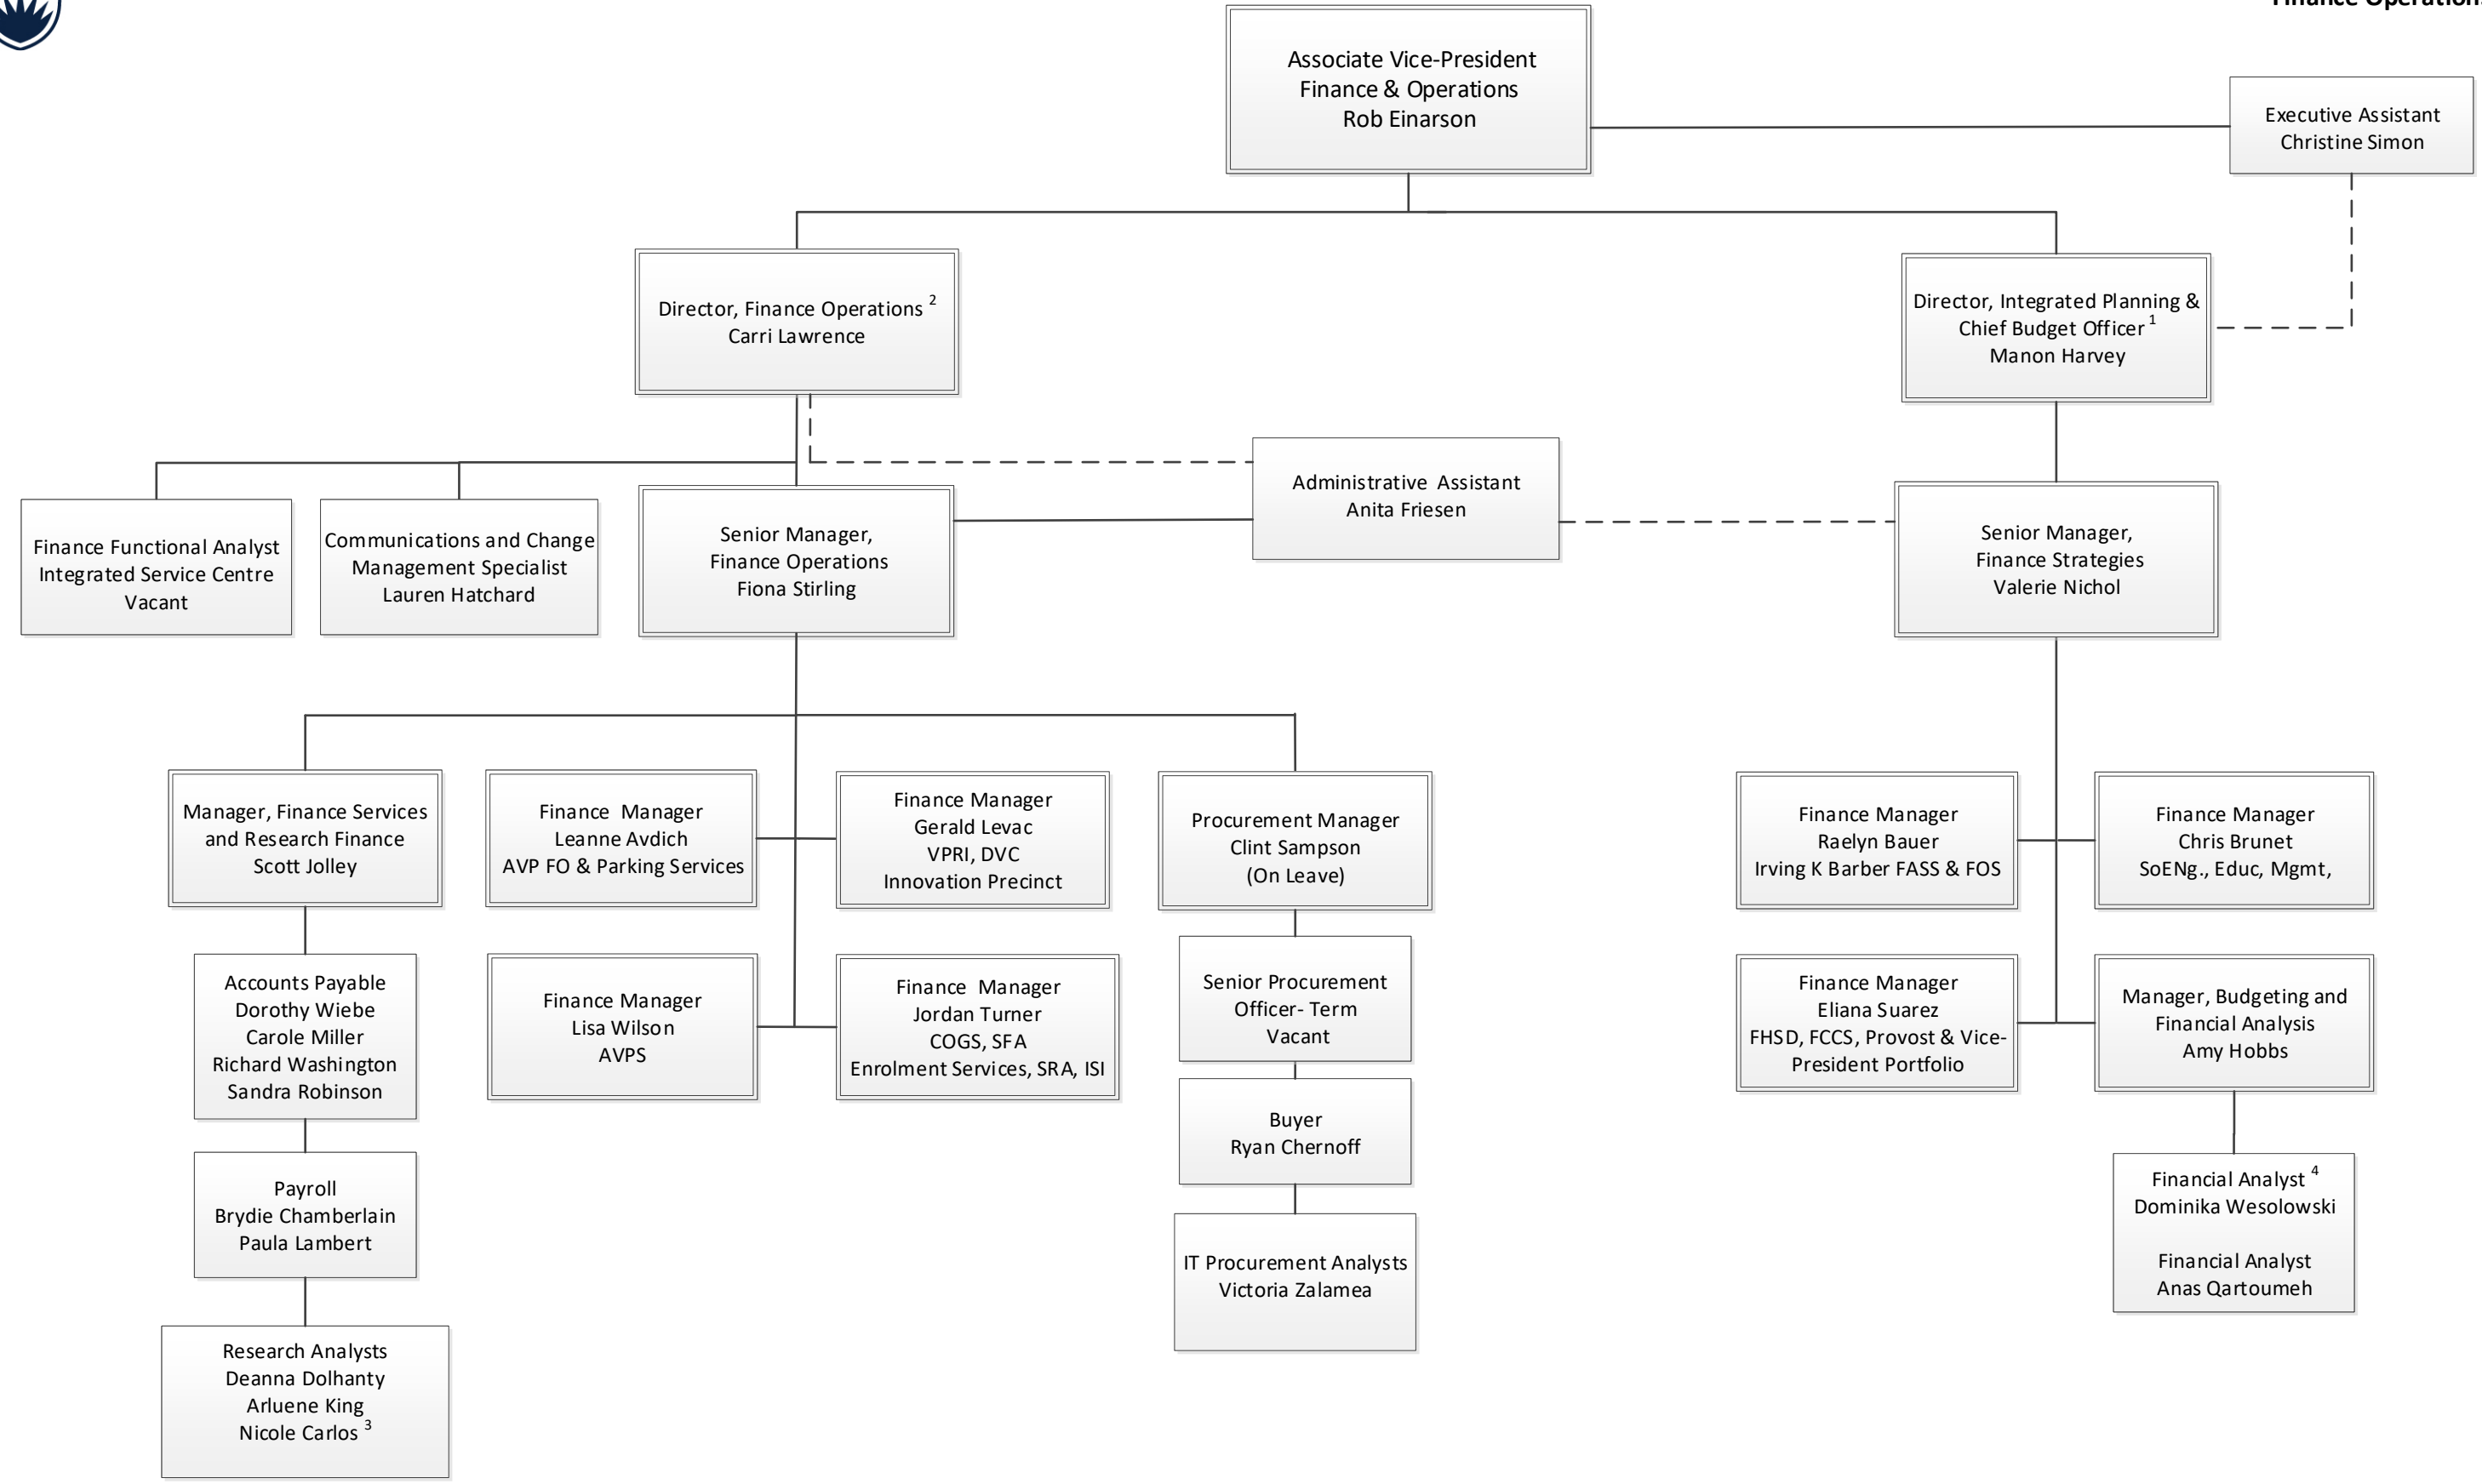 Associate Vice-President
Finance & Operations
Rob Einarson
Executive Assistant
Christine Simon
Director, Finance Operations 2
Carri Lawrence
Director, Integrated Planning &
Chief Budget Officer 1
Manon Harvey
Administrative Assistant
Anita Friesen
Finance Functional Analyst
Integrated Service Centre
Vacant
Communications and Change
Management Specialist
Lauren Hatchard
Senior Manager,
Finance Operations
Fiona Stirling
Senior Manager,
Finance Strategies
Valerie Nichol
Manager, Finance Services
and Research Finance
Scott Jolley
Finance Manager
Leanne Avdich
AVP FO & Parking Services
Finance Manager
Gerald Levac
VPRI, DVC
Innovation Precinct
Procurement Manager
Clint Sampson
(On Leave)
Finance Manager
Raelyn Bauer
Irving K Barber FASS & FOS
Finance Manager
Chris Brunet
SoENg., Educ, Mgmt,
Accounts Payable
Dorothy Wiebe
Carole Miller
Richard Washington
Sandra Robinson
Finance Manager
Lisa Wilson
AVPS
Finance Manager
Jordan Turner
COGS, SFA
Enrolment Services, SRA, ISI
Senior Procurement
Officer- Term
Vacant
Finance Manager
Eliana Suarez
FHSD, FCCS, Provost & Vice-
President Portfolio
Manager, Budgeting and
Financial Analysis
Amy Hobbs
Buyer
Ryan Chernoff
Payroll
Brydie Chamberlain
Paula Lambert
Financial Analyst 4
Dominika Wesolowski
Financial Analyst
Anas Qartoumeh
IT Procurement Analysts
Victoria Zalamea
Research Analysts
Deanna Dolhanty
Arluene King
Nicole Carlos 3